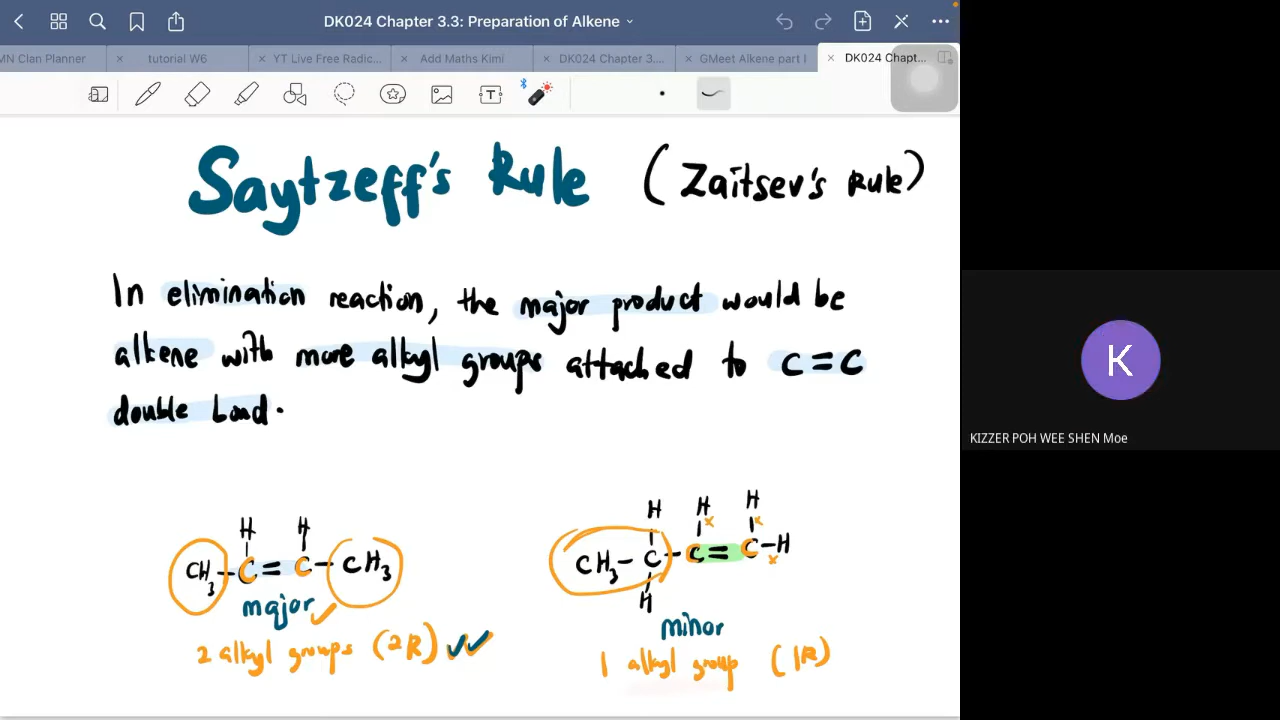 DK024 Chapter 3.3: Preparation of Alkene
MN Clan Planner
tutorial W6
YT Live Free Radic...
Add Maths Kimi
DK024 Chapter 3....
GMeet Alkene part I
DK024 Chapt...
T
Saytzeff's Rule (Zaitsev's Rule)
In elimination reaction, the major product would be
alkene with more alkyl groups attached to C=C
double bond.
H H
CH3-C=C-CH3
major
2 alkyl groups (2R)
H H H
CH3-C-C=C-H
H
minor
1 alkyl group (1R)
K
KIZZER POH WEE SHEN Moe